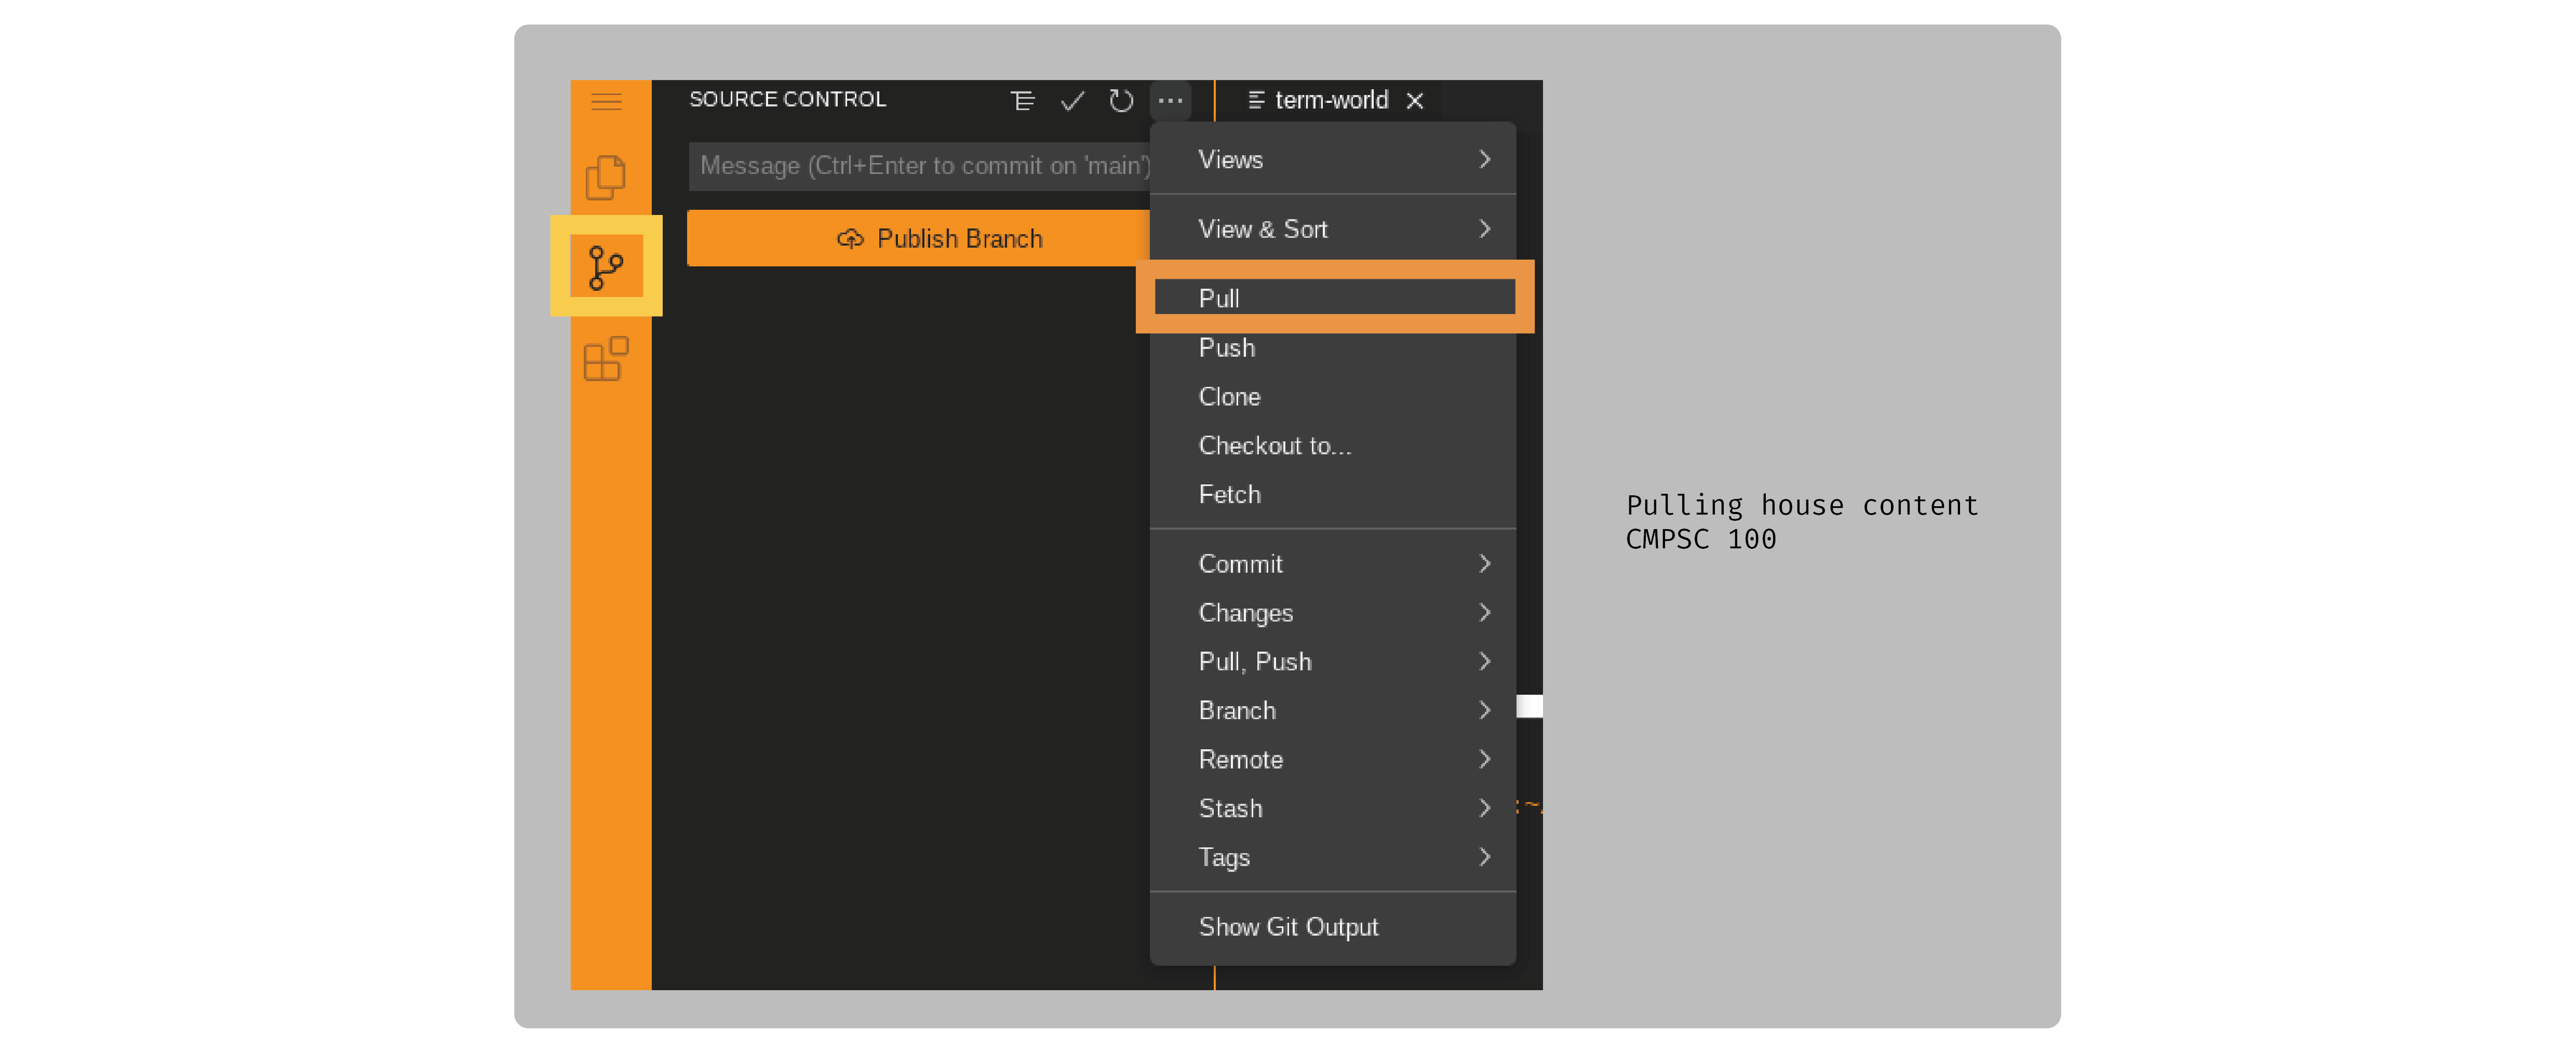 SOURCE CONTROL
term-world
Message (Ctrl+Enter to commit on 'main')
Publish Branch
Views
View & Sort
Pull
Push
Clone
Checkout to...
Fetch
Commit
Changes
Pull, Push
Branch
Remote
Stash
Tags
Show Git Output
:~
Pulling house content
CMPSC 100